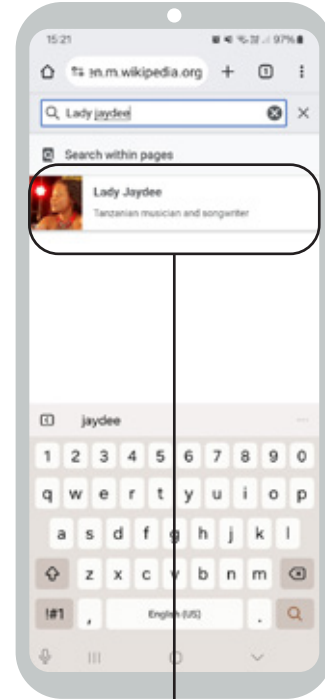 15:21
97%
en.m.wikipedia.org + 1
Lady jaydee
Search within pages
Lady Jaydee
Tanzanian musician and songwriter
jaydee
1 2 3 4 5 6 7 8 9 0
q w e r t y u i o p
a s d f g h j k l
z x c v b n m
!#1 , English (US) .